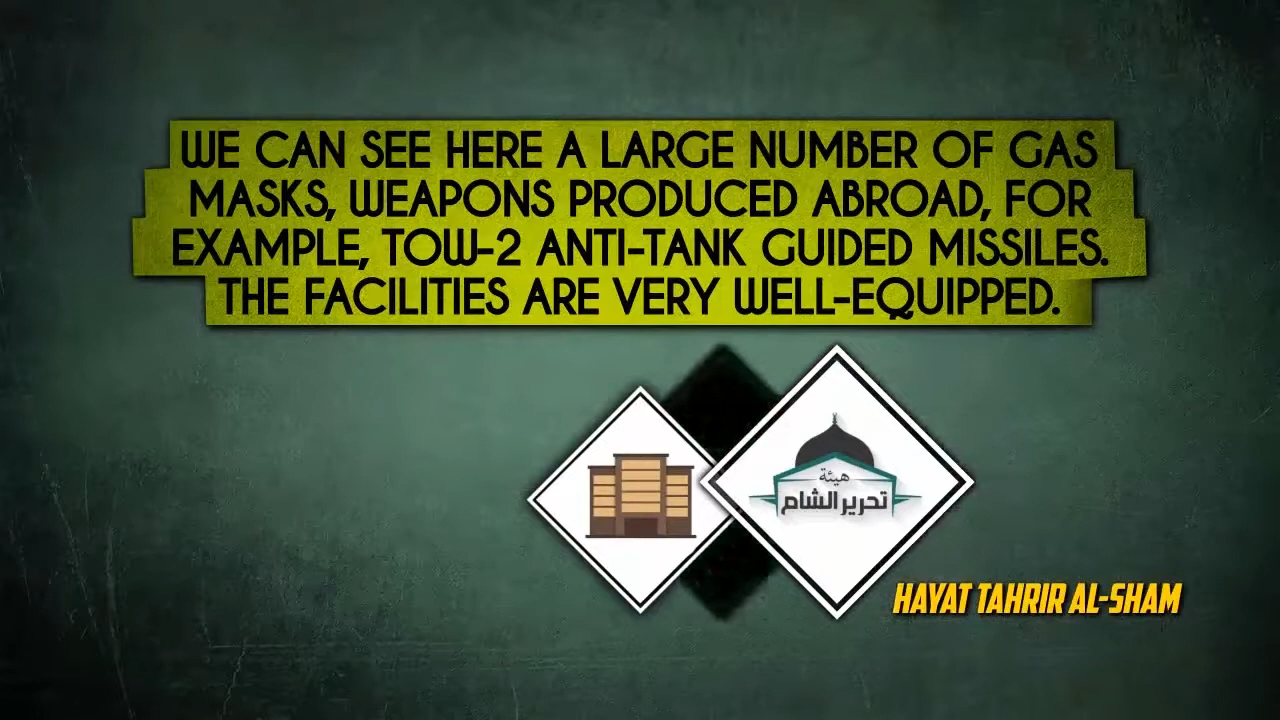 WE CAN SEE HERE A LARGE NUMBER OF GAS
MASKS, WEAPONS PRODUCED ABROAD, FOR
EXAMPLE, TOW-2 ANTI-TANK GUIDED MISSILES.
THE FACILITIES ARE VERY WELL-EQUIPPED.
هيئة
تحرير الشام
HAYAT TAHRIR AL-SHAM